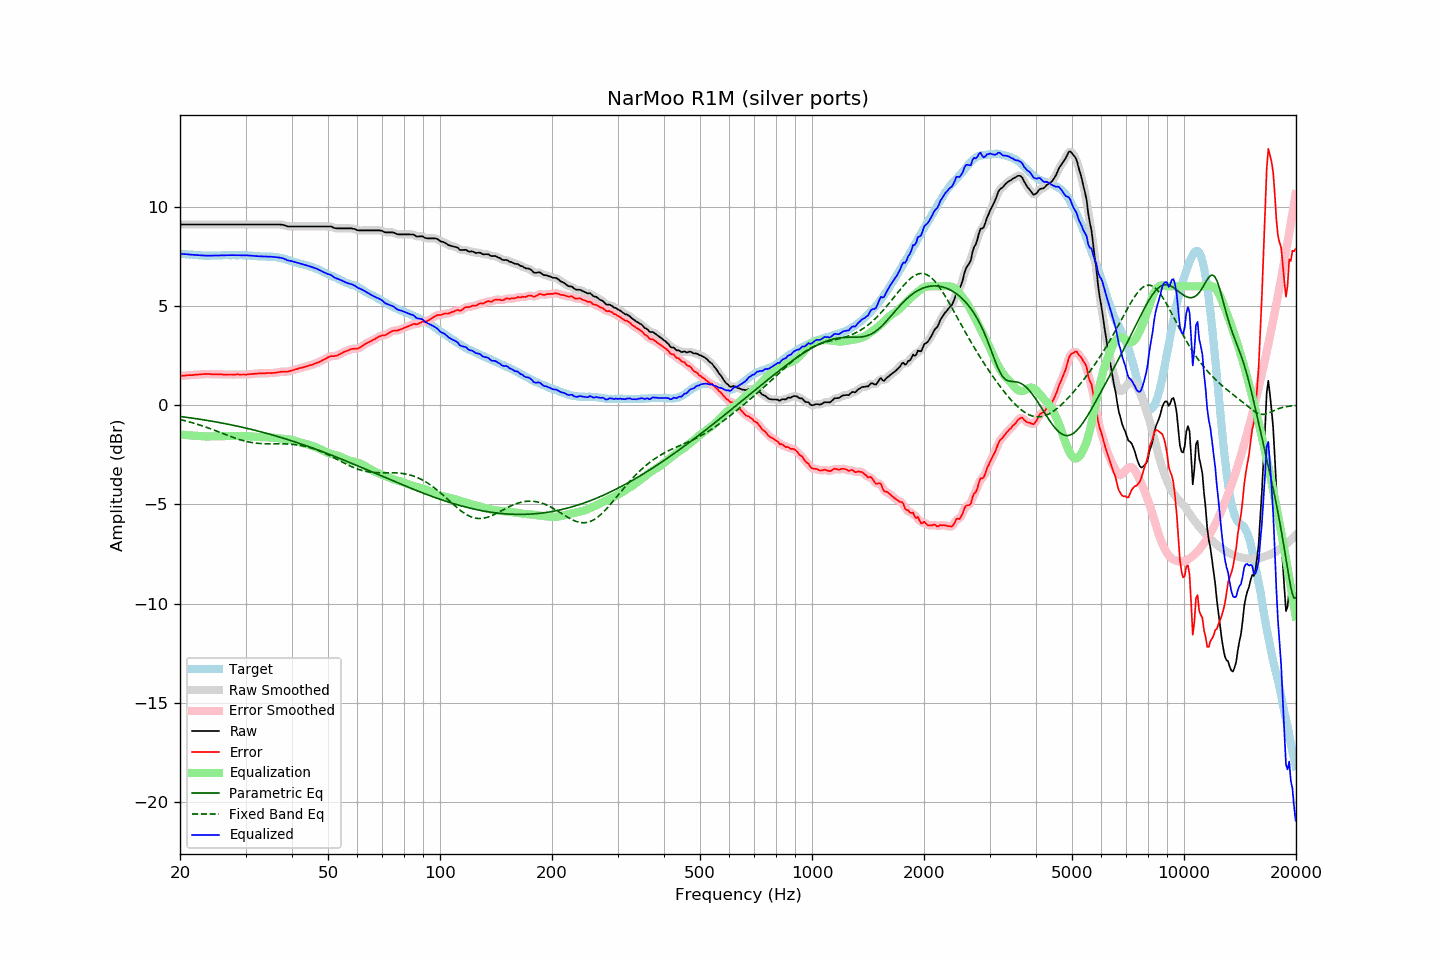 NarMoo R1M (silver ports)
Amplitude (dBr)
10
5
0
−5
−10
−15
−20
Target
Raw Smoothed
Error Smoothed
Raw
Error
Equalization
Parametric Eq
Fixed Band Eq
Equalized
20 50 100 200 500 1000 2000 5000 10000 20000
Frequency (Hz)